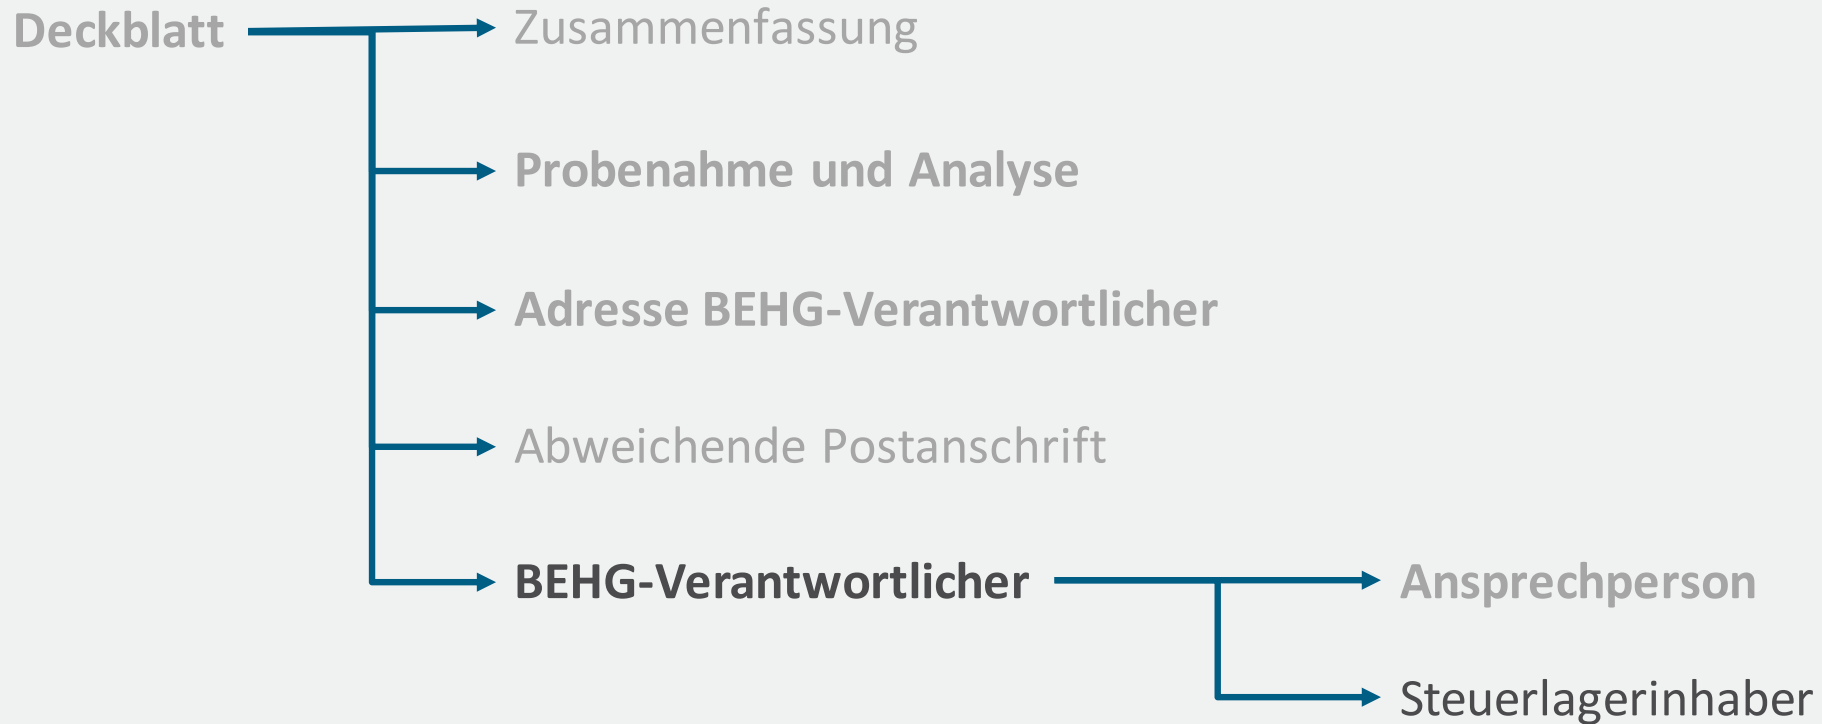 Deckblatt
Zusammenfassung
Probenahme und Analyse
Adresse BEHG-Verantwortlicher
Abweichende Postanschrift
BEHG-Verantwortlicher
Ansprechperson
Steuerlagerinhaber